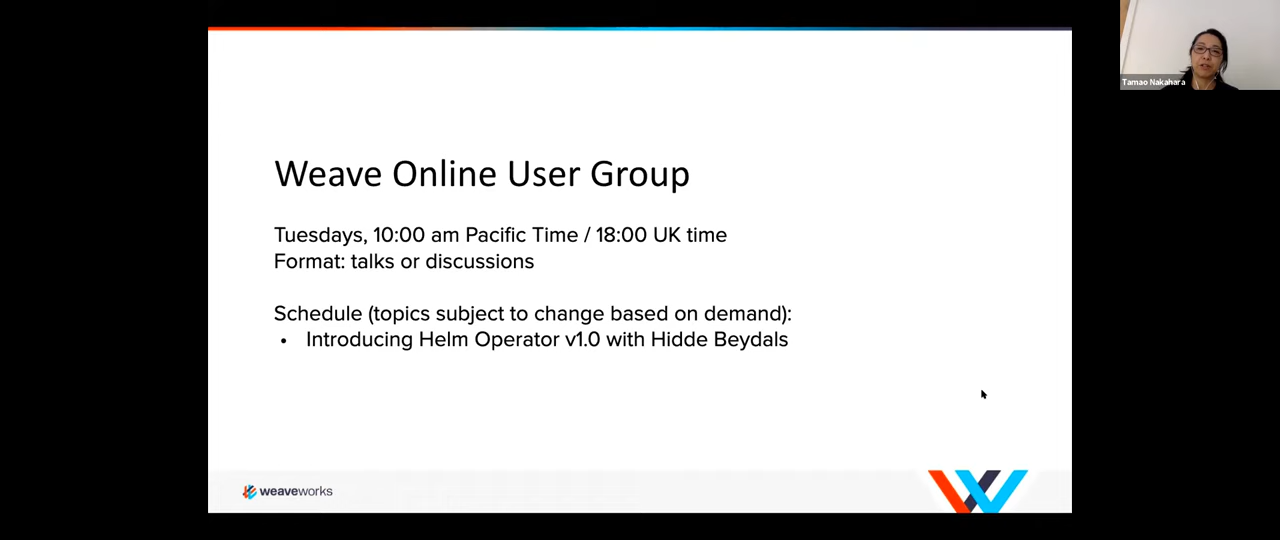 Tamao Nakahara
Weave Online User Group
Tuesdays, 10:00 am Pacific Time / 18:00 UK time
Format: talks or discussions
Schedule (topics subject to change based on demand):
• Introducing Helm Operator v1.0 with Hidde Beydals
weaveworks